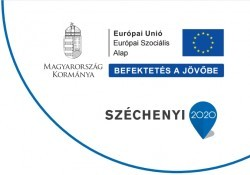 Európai Unió
Európai Szociális
Alap
MAGYARORSZÁG
KORMÁNYA
BEFEKTETÉS A JÖVŐBE
SZÉCHENYI 2020